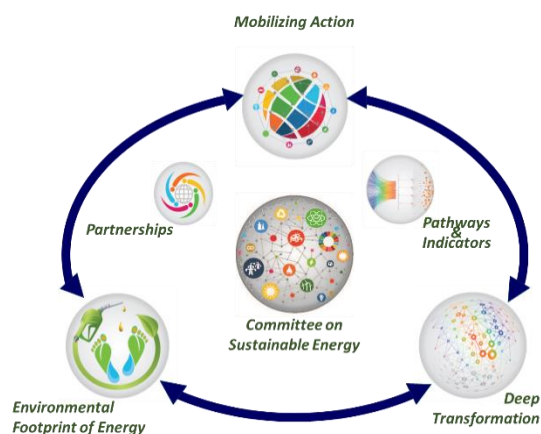 Mobilizing Action
Partnerships
Pathways
&
Indicators
Committee on
Sustainable Energy
Environmental
Footprint of Energy
Deep
Transformation